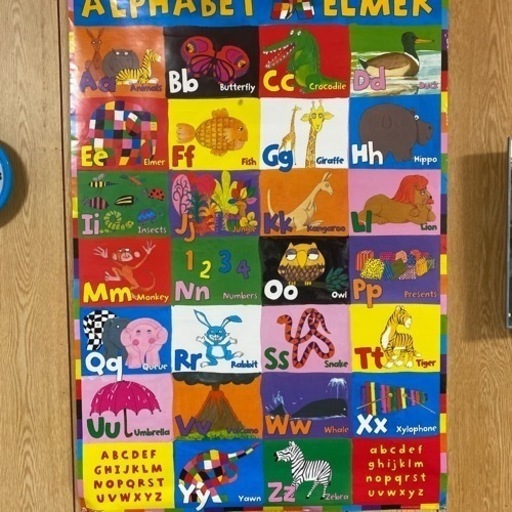 ALPHABET ELMER
Aa Animals
Bb Butterfly
Cc Crocodile
Dd Duck
Ee Elmer
Ff Fish
Gg Giraffe
Hh Hippo
Ii Insects
Jj Jungle
Kk Kangaroo
Ll Lion
Mm Monkey
Nn Numbers
1 2 3 4
Oo Owl
Pp Presents
Qq Queue
Rr Rabbit
Ss Snake
Tt Tiger
Uu Umbrella
Vv Volcano
Ww Whale
Xx Xylophone
ABCDEF
GHIJKLM
NOPQRST
UVWXYZ
Yy Yawn
Zz Zebra
abcdef
ghijklm
nopqrst
uvwxyz